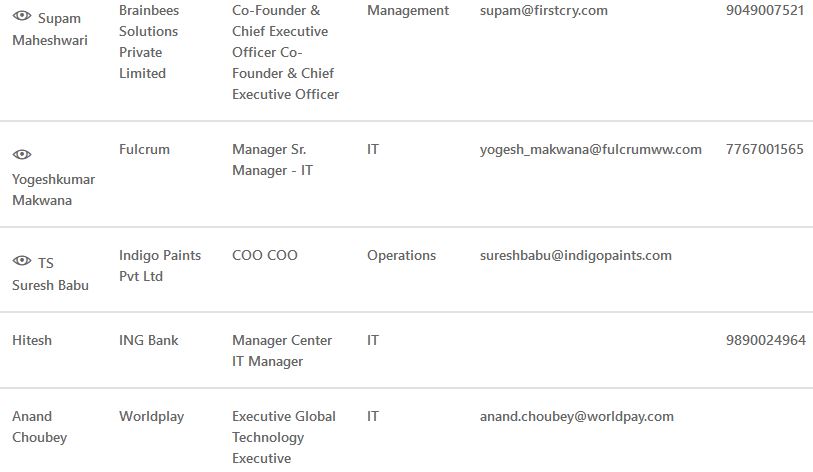 Supam Maheshwari
Brainbees Solutions Private Limited
Co-Founder & Chief Executive Officer Co-Founder & Chief Executive Officer
Management
supam@firstcry.com
9049007521
Yogeshkumar Makwana
Fulcrum
Manager Sr. Manager - IT
IT
yogesh_makwana@fulcrumww.com
7767001565
TS Suresh Babu
Indigo Paints Pvt Ltd
COO COO
Operations
sureshbabu@indigopaints.com
Hitesh
ING Bank
Manager Center IT Manager
IT
9890024964
Anand Choubey
Worldplay
Executive Global Technology Executive
IT
anand.choubey@worldpay.com